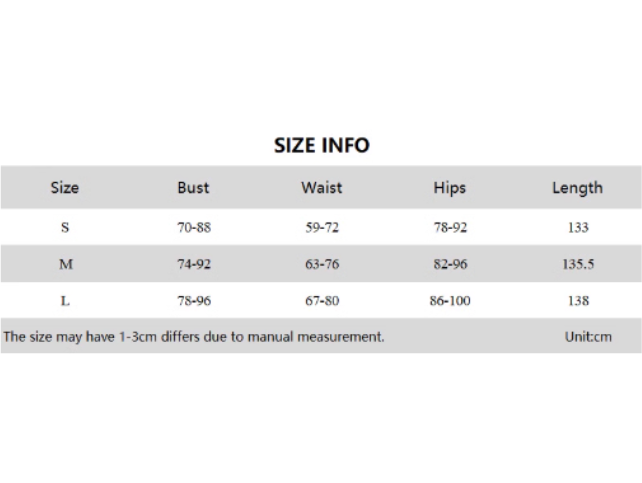 SIZE INFO
Size Bust Waist Hips Length
S 70-88 59-72 78-92 133
M 74-92 63-76 82-96 135.5
L 78-96 67-80 86-100 138
The size may have 1-3cm differs due to manual measurement. Unit:cm